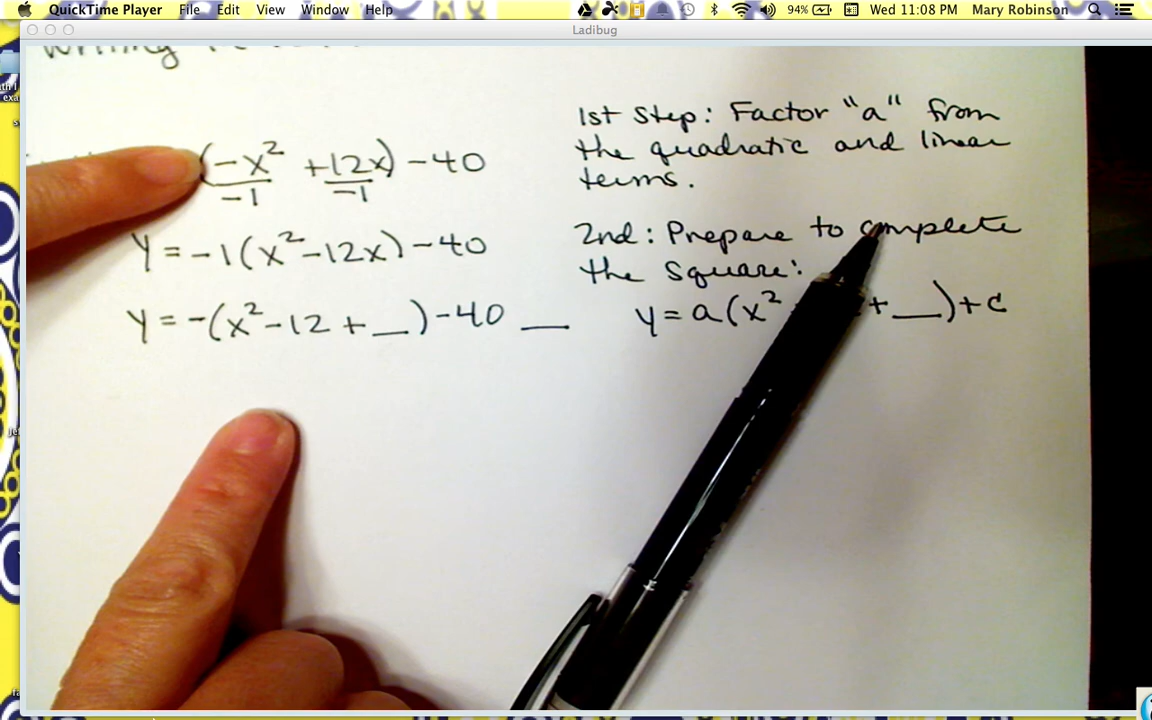 QuickTime Player File Edit View Window Help 94% Wed 11:08 PM Mary Robinson
Ladibug
(-x² +12x) -40
-1 -1
y = -1(x² -12x) -40
y = -(x² -12 + __) -40 __
1st Step: Factor "a" from
the quadratic and linear
terms.
2nd: Prepare to complete
the square:
y = a(x² + __) + c